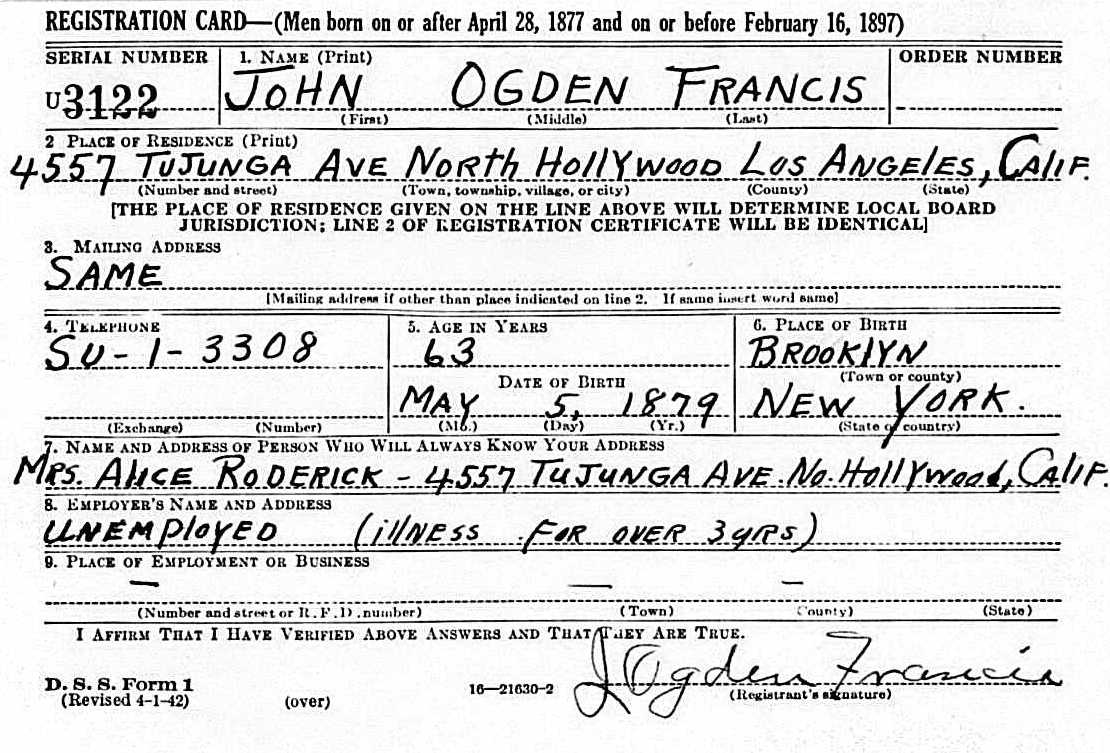 REGISTRATION CARD—(Men born on or after April 28, 1877 and on or before February 16, 1897)
SERIAL NUMBER 1. NAME (Print) ORDER NUMBER
U 3122 JOHN OGDEN FRANCIS
(First) (Middle) (Last)
2 PLACE OF RESIDENCE (Print)
4557 TUJUNGA AVE NORTH HOLLYWOOD LOS ANGELES, CALIF.
(Number and street) (Town, township, village, or city) (County) (State)
[THE PLACE OF RESIDENCE GIVEN ON THE LINE ABOVE WILL DETERMINE LOCAL BOARD
JURISDICTION; LINE 2 OF REGISTRATION CERTIFICATE WILL BE IDENTICAL]
3. MAILING ADDRESS
SAME
[Mailing address if other than place indicated on line 2. If same insert word same]
4. TELEPHONE 5. AGE IN YEARS 6. PLACE OF BIRTH
SU-1-3308 63 BROOKLYN
DATE OF BIRTH (Town or county)
MAY 5, 1879 NEW YORK.
(Exchange) (Number) (Mo.) (Day) (Yr.) (State or country)
7. NAME AND ADDRESS OF PERSON WHO WILL ALWAYS KNOW YOUR ADDRESS
MRS. ALICE RODERICK - 4557 TUJUNGA AVE. No. HOLLYWOOD, CALIF.
8. EMPLOYER'S NAME AND ADDRESS
UNEMPLOYED (illNESS FOR OVER 3 yRS)
9. PLACE OF EMPLOYMENT OR BUSINESS
— — —
(Number and street or R. F. D. number) (Town) (County) (State)
I AFFIRM THAT I HAVE VERIFIED ABOVE ANSWERS AND THAT THEY ARE TRUE.
J Ogden Francis
D. S. S. Form 1 16—21630-2 (Registrant's signature)
(Revised 4-1-42) (over)